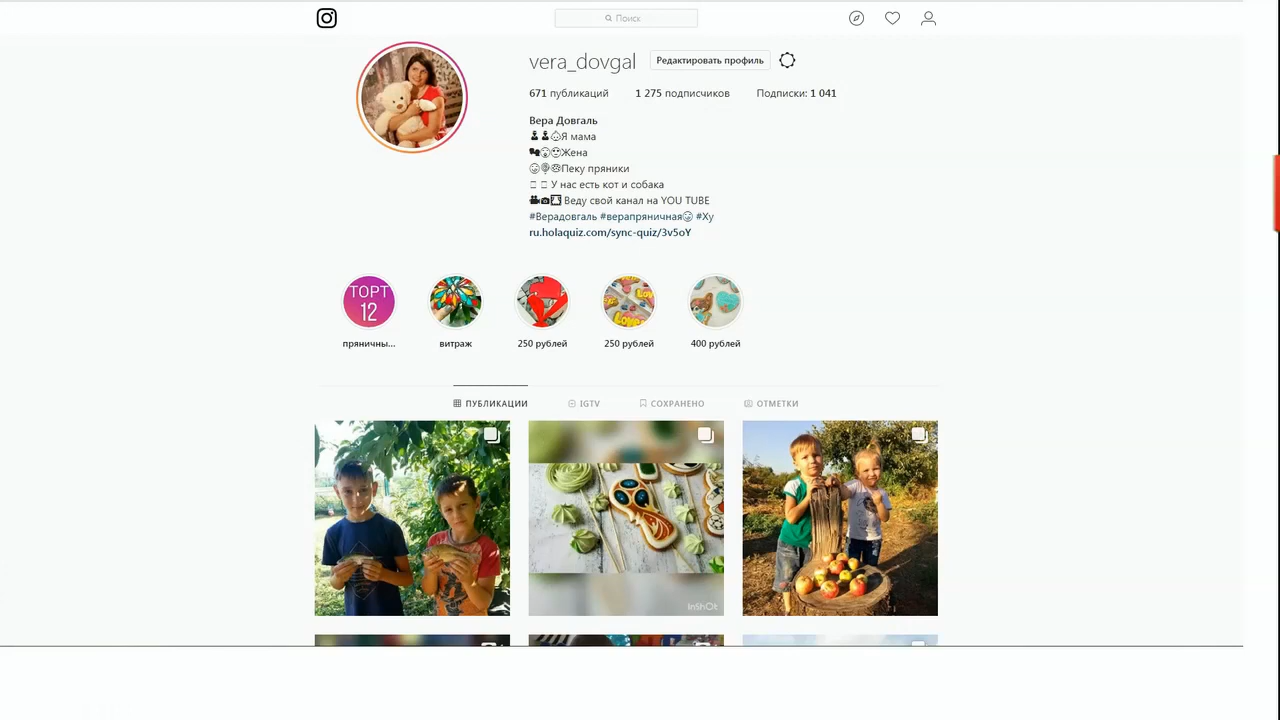 Поиск
vera_dovgal Редактировать профиль
671 публикаций 1 275 подписчиков Подписки: 1 041
Вера Довгаль
Я мама
Жена
Пеку пряники
У нас есть кот и собака
Веду свой канал на YOU TUBE
#Верадовгаль #верапряничная #Ху
ru.holaquiz.com/sync-quiz/3v5oY
ТОРТ
12
пряничны... витраж 250 рублей 250 рублей 400 рублей
ПУБЛИКАЦИИ IGTV СОХРАНЕНО ОТМЕТКИ
InShOt